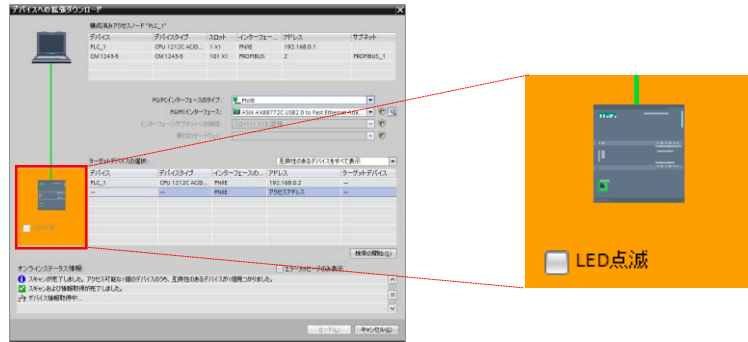 デバイスへの拡張ダウンロード
構成済みアクセスノード "PLC_1"
デバイス デバイスタイプ スロット インターフェー... アドレス サブネット
PLC_1 CPU 1212C AC/D... 1 X1 PN/IE 192.168.0.1
CM 1243-5 CM 1243-5 101 X1 PROFIBUS 2 PROFIBUS_1
PG/PCインターフェースのタイプ: PN/IE
PG/PCインターフェース: ASIX AX88772C USB2.0 to Fast Ethernet Ada...
ターゲットデバイスの選択: 互換性のあるデバイスをすべて表示
デバイス デバイスタイプ インターフェースの... アドレス ターゲットデバイス
PLC_1 CPU 1212C AC/D... PN/IE 192.168.0.2 —
— — PN/IE アクセスアドレス —
LED点滅
LED点滅
検索の開始(S)
オンラインステータス情報: エラーメッセージのみ表示
スキャンが完了しました。アクセス可能な1個のデバイスのうち、互換性のあるデバイスが1個見つかりました。
スキャンおよび情報取得が完了しました。
デバイス情報取得中...
ロード(L) キャンセル(C)